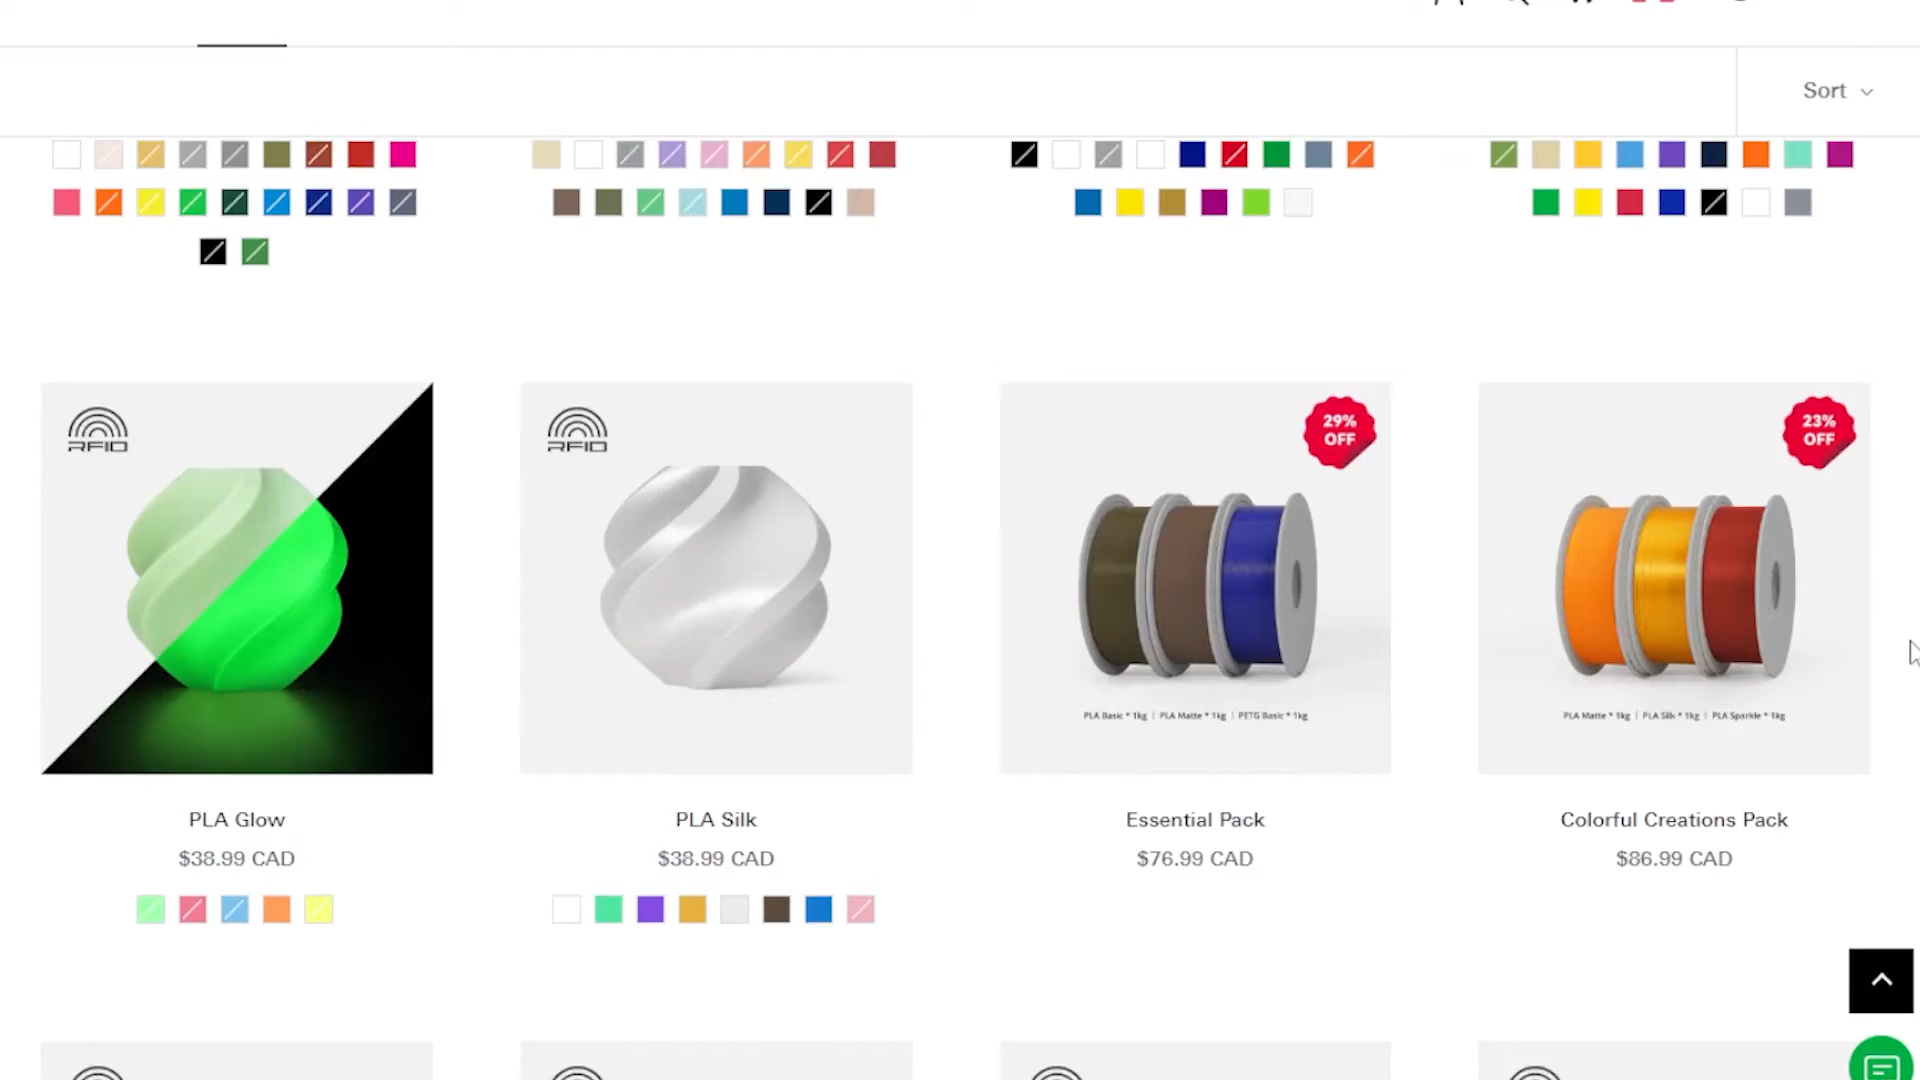 Sort
RFID
RFID
29%
OFF
23%
OFF
PLA Basic * 1kg | PLA Matte * 1kg | PETG Basic * 1kg
PLA Matte * 1kg | PLA Silk * 1kg | PLA Sparkle * 1kg
PLA Glow
PLA Silk
Essential Pack
Colorful Creations Pack
$38.99 CAD
$38.99 CAD
$76.99 CAD
$86.99 CAD